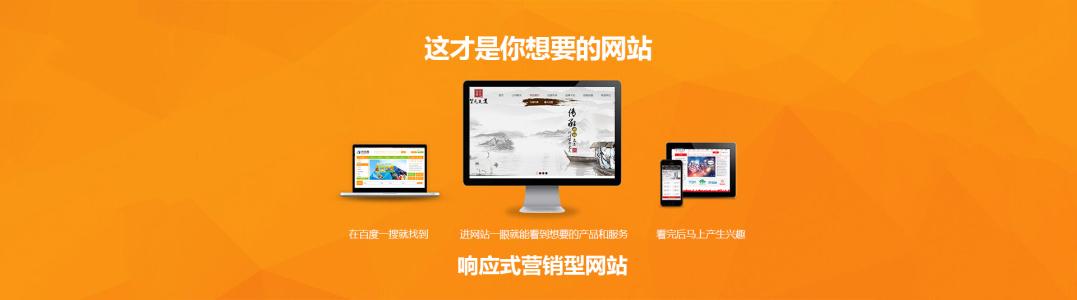 这才是你想要的网站
在百度一搜就找到
进网站一眼就能看到想要的产品和服务
看完后马上产生兴趣
响应式营销型网站